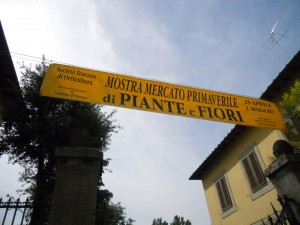 Società Toscana
di Orticultura
MOSTRA MERCATO PRIMAVERILE
di PIANTE e FIORI
25 APRILE
1 MAGGIO